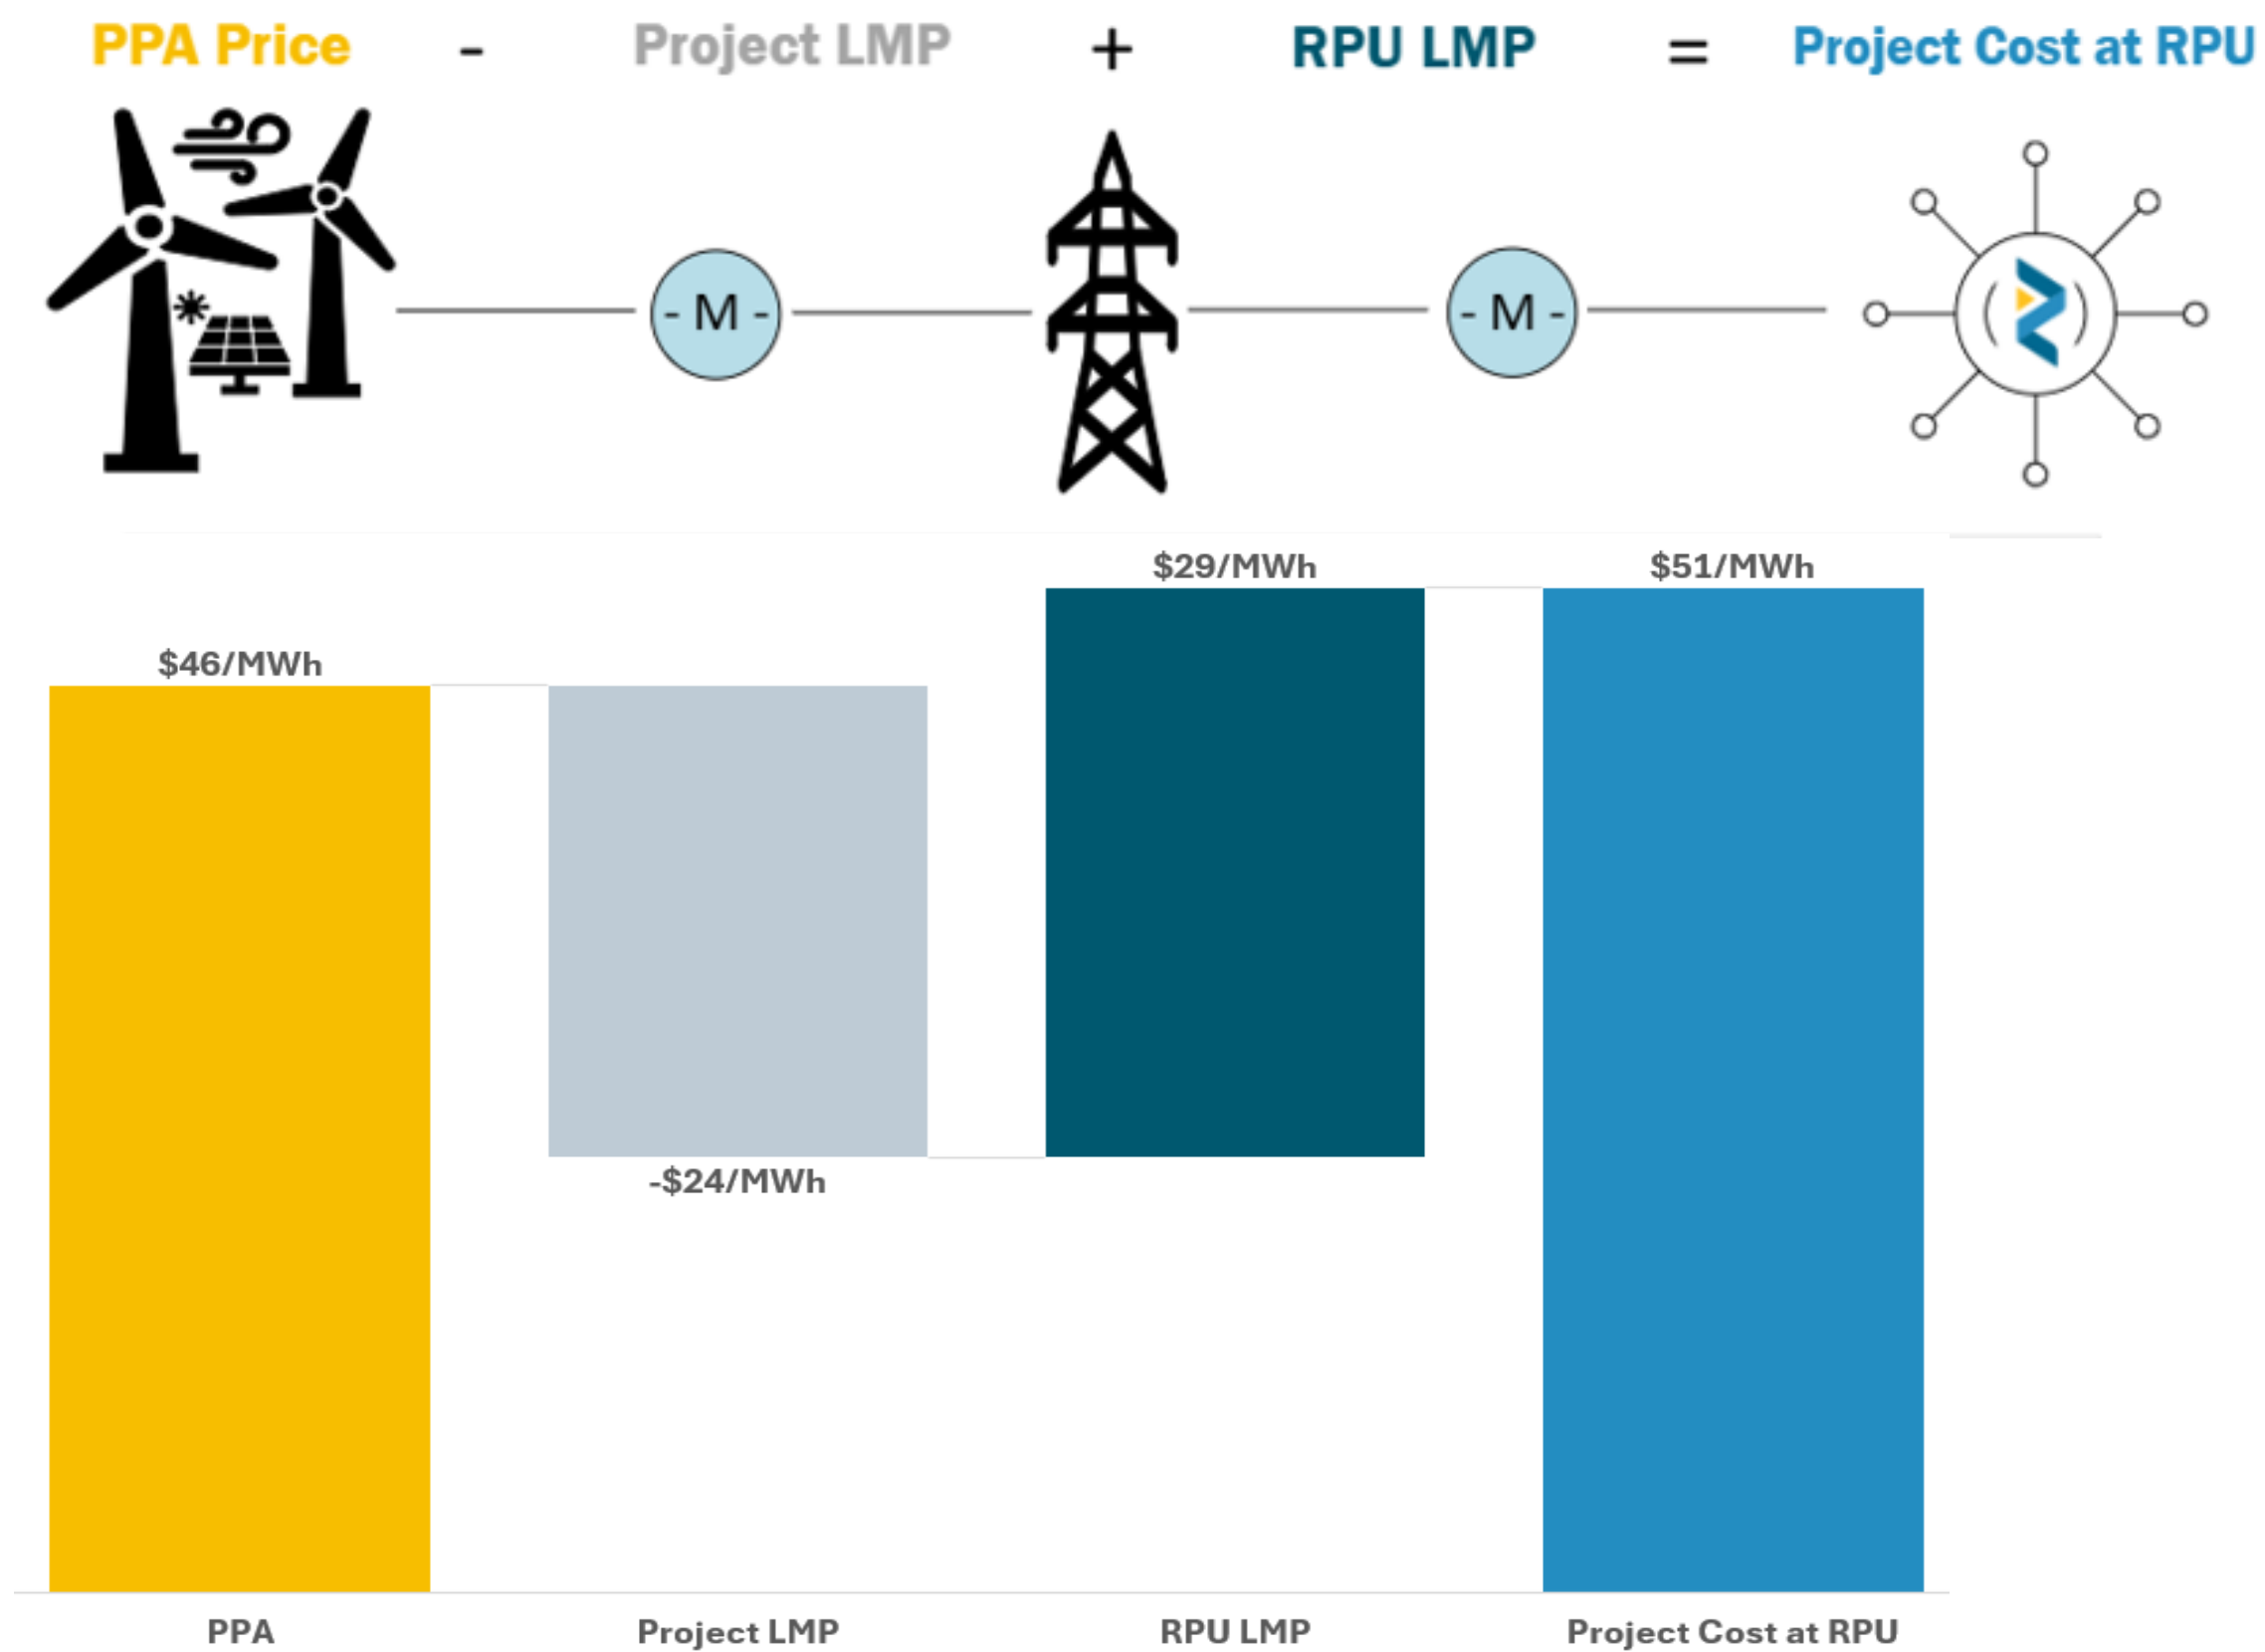 PPA Price - Project LMP + RPU LMP = Project Cost at RPU
- M - - M -
$29/MWh $51/MWh
$46/MWh
-$24/MWh
PPA Project LMP RPU LMP Project Cost at RPU